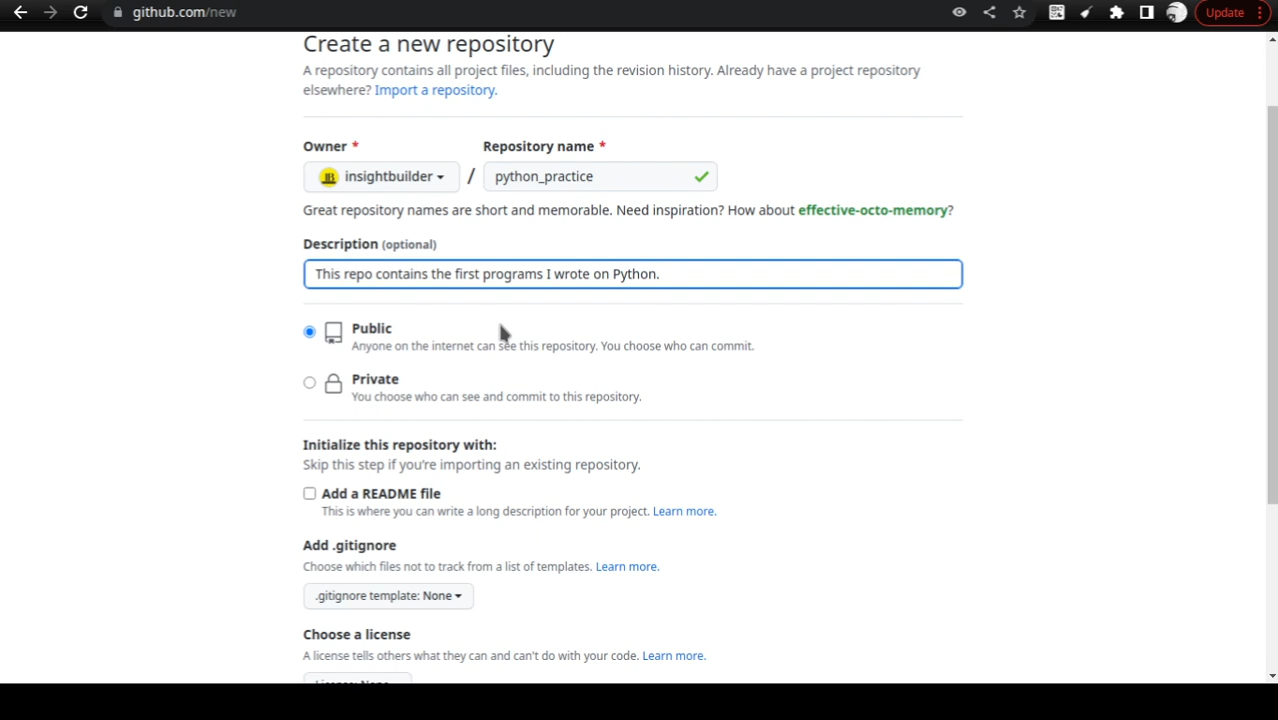 github.com/new
Update
Create a new repository
A repository contains all project files, including the revision history. Already have a project repository
elsewhere? Import a repository.
Owner * Repository name *
insightbuilder / python_practice
Great repository names are short and memorable. Need inspiration? How about effective-octo-memory?
Description (optional)
This repo contains the first programs I wrote on Python.
Public
Anyone on the internet can see this repository. You choose who can commit.
Private
You choose who can see and commit to this repository.
Initialize this repository with:
Skip this step if you're importing an existing repository.
Add a README file
This is where you can write a long description for your project. Learn more.
Add .gitignore
Choose which files not to track from a list of templates. Learn more.
.gitignore template: None
Choose a license
A license tells others what they can and can't do with your code. Learn more.
License: None